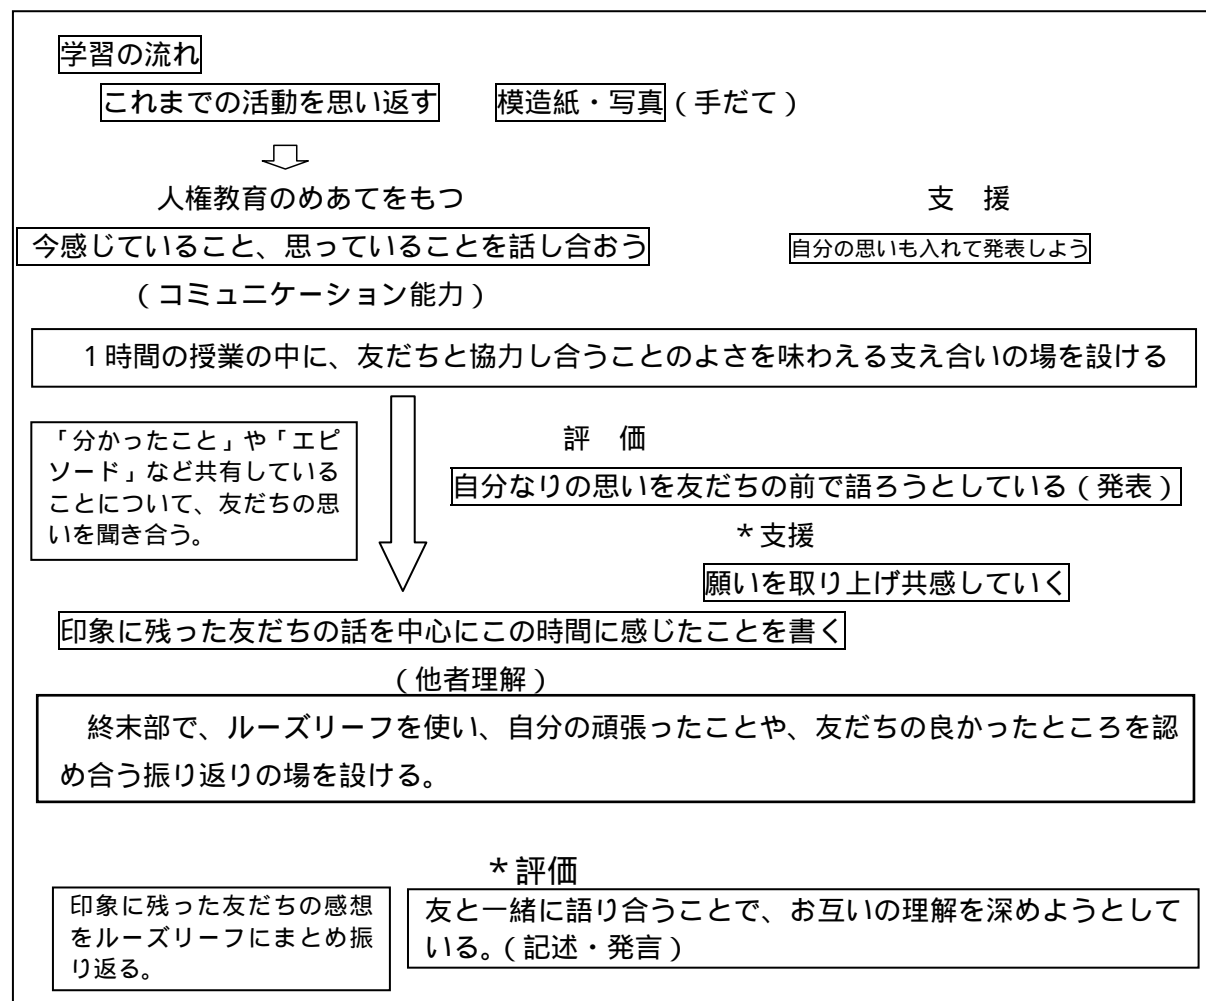 学習の流れ
これまでの活動を思い返す　模造紙・写真（手だて）
人権教育のめあてをもつ　支　援
今感じていること、思っていることを話し合おう　自分の思いも入れて発表しよう
（コミュニケーション能力）
１時間の授業の中に、友だちと協力し合うことのよさを味わえる支え合いの場を設ける
「分かったこと」や「エピ
ソード」など共有している
ことについて、友だちの思
いを聞き合う。
評　価
自分なりの思いを友だちの前で語ろうとしている（発表）
＊支援
願いを取り上げ共感していく
印象に残った友だちの話を中心にこの時間に感じたことを書く
（他者理解）
終末部で、ルーズリーフを使い、自分の頑張ったことや、友だちの良かったところを認
め合う振り返りの場を設ける。
＊評価
印象に残った友だちの感想
をルーズリーフにまとめ振
り返る。
友と一緒に語り合うことで、お互いの理解を深めようとして
いる。（記述・発言）